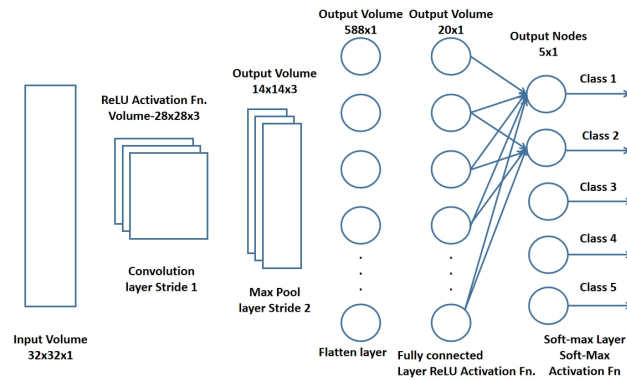 Input Volume
32x32x1
ReLU Activation Fn.
Volume-28x28x3
Convolution
layer Stride 1
Output Volume
14x14x3
Max Pool
layer Stride 2
Output Volume
588x1
Flatten layer
Output Volume
20x1
Fully connected
Layer ReLU Activation Fn.
Output Nodes
5x1
Class 1
Class 2
Class 3
Class 4
Class 5
Soft-max Layer
Soft-Max
Activation Fn